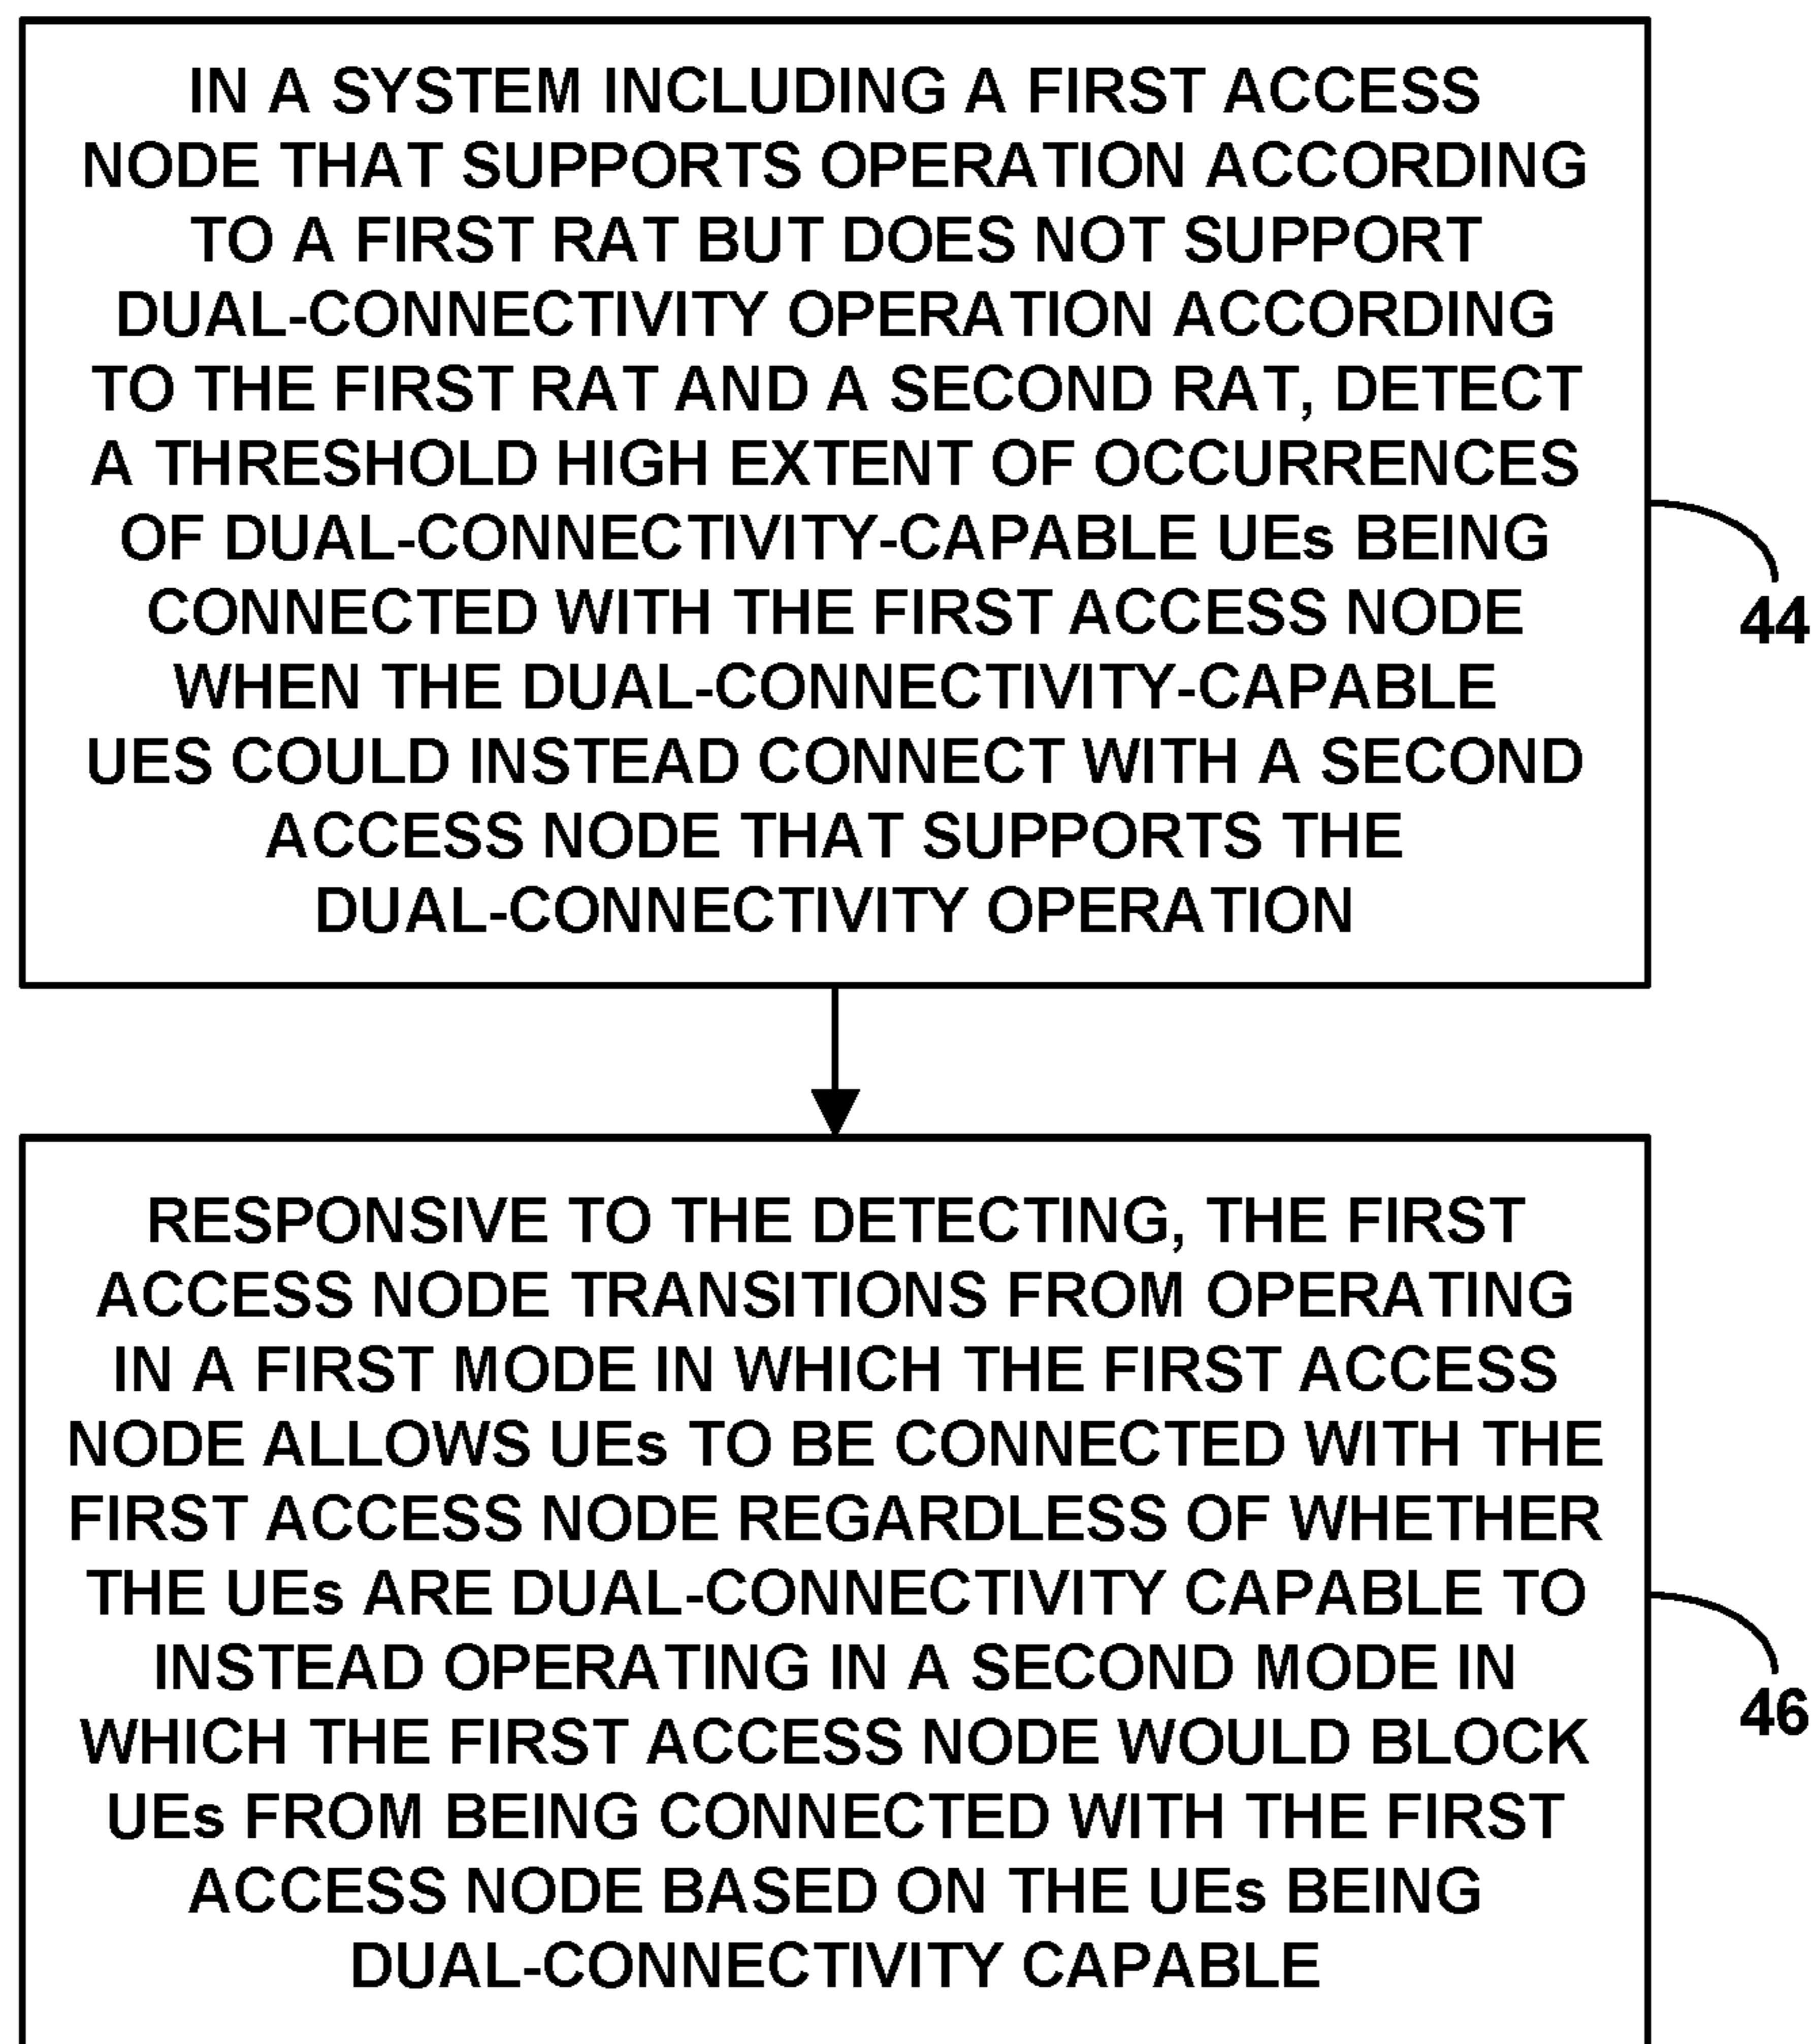 IN A SYSTEM INCLUDING A FIRST ACCESS
NODE THAT SUPPORTS OPERATION ACCORDING
TO A FIRST RAT BUT DOES NOT SUPPORT
DUAL-CONNECTIVITY OPERATION ACCORDING
TO THE FIRST RAT AND A SECOND RAT, DETECT
A THRESHOLD HIGH EXTENT OF OCCURRENCES
OF DUAL-CONNECTIVITY-CAPABLE UEs BEING
CONNECTED WITH THE FIRST ACCESS NODE
WHEN THE DUAL-CONNECTIVITY-CAPABLE
UES COULD INSTEAD CONNECT WITH A SECOND
ACCESS NODE THAT SUPPORTS THE
DUAL-CONNECTIVITY OPERATION
44
RESPONSIVE TO THE DETECTING, THE FIRST
ACCESS NODE TRANSITIONS FROM OPERATING
IN A FIRST MODE IN WHICH THE FIRST ACCESS
NODE ALLOWS UEs TO BE CONNECTED WITH THE
FIRST ACCESS NODE REGARDLESS OF WHETHER
THE UEs ARE DUAL-CONNECTIVITY CAPABLE TO
INSTEAD OPERATING IN A SECOND MODE IN
WHICH THE FIRST ACCESS NODE WOULD BLOCK
UEs FROM BEING CONNECTED WITH THE FIRST
ACCESS NODE BASED ON THE UEs BEING
DUAL-CONNECTIVITY CAPABLE
46